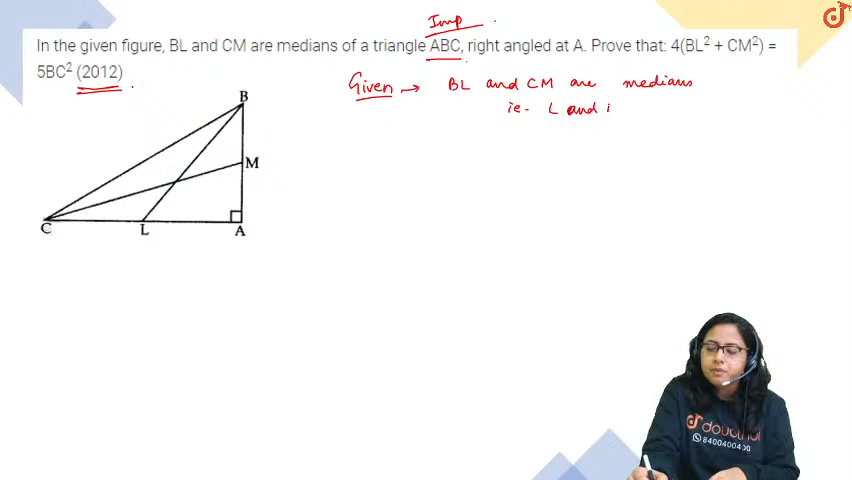 Imp
In the given figure, BL and CM are medians of a triangle ABC, right angled at A. Prove that: 4(BL² + CM²) =
5BC² (2012)
Given → BL and CM are medians
ie. L and
B
M
C
L
A
doubtnut
8400400400